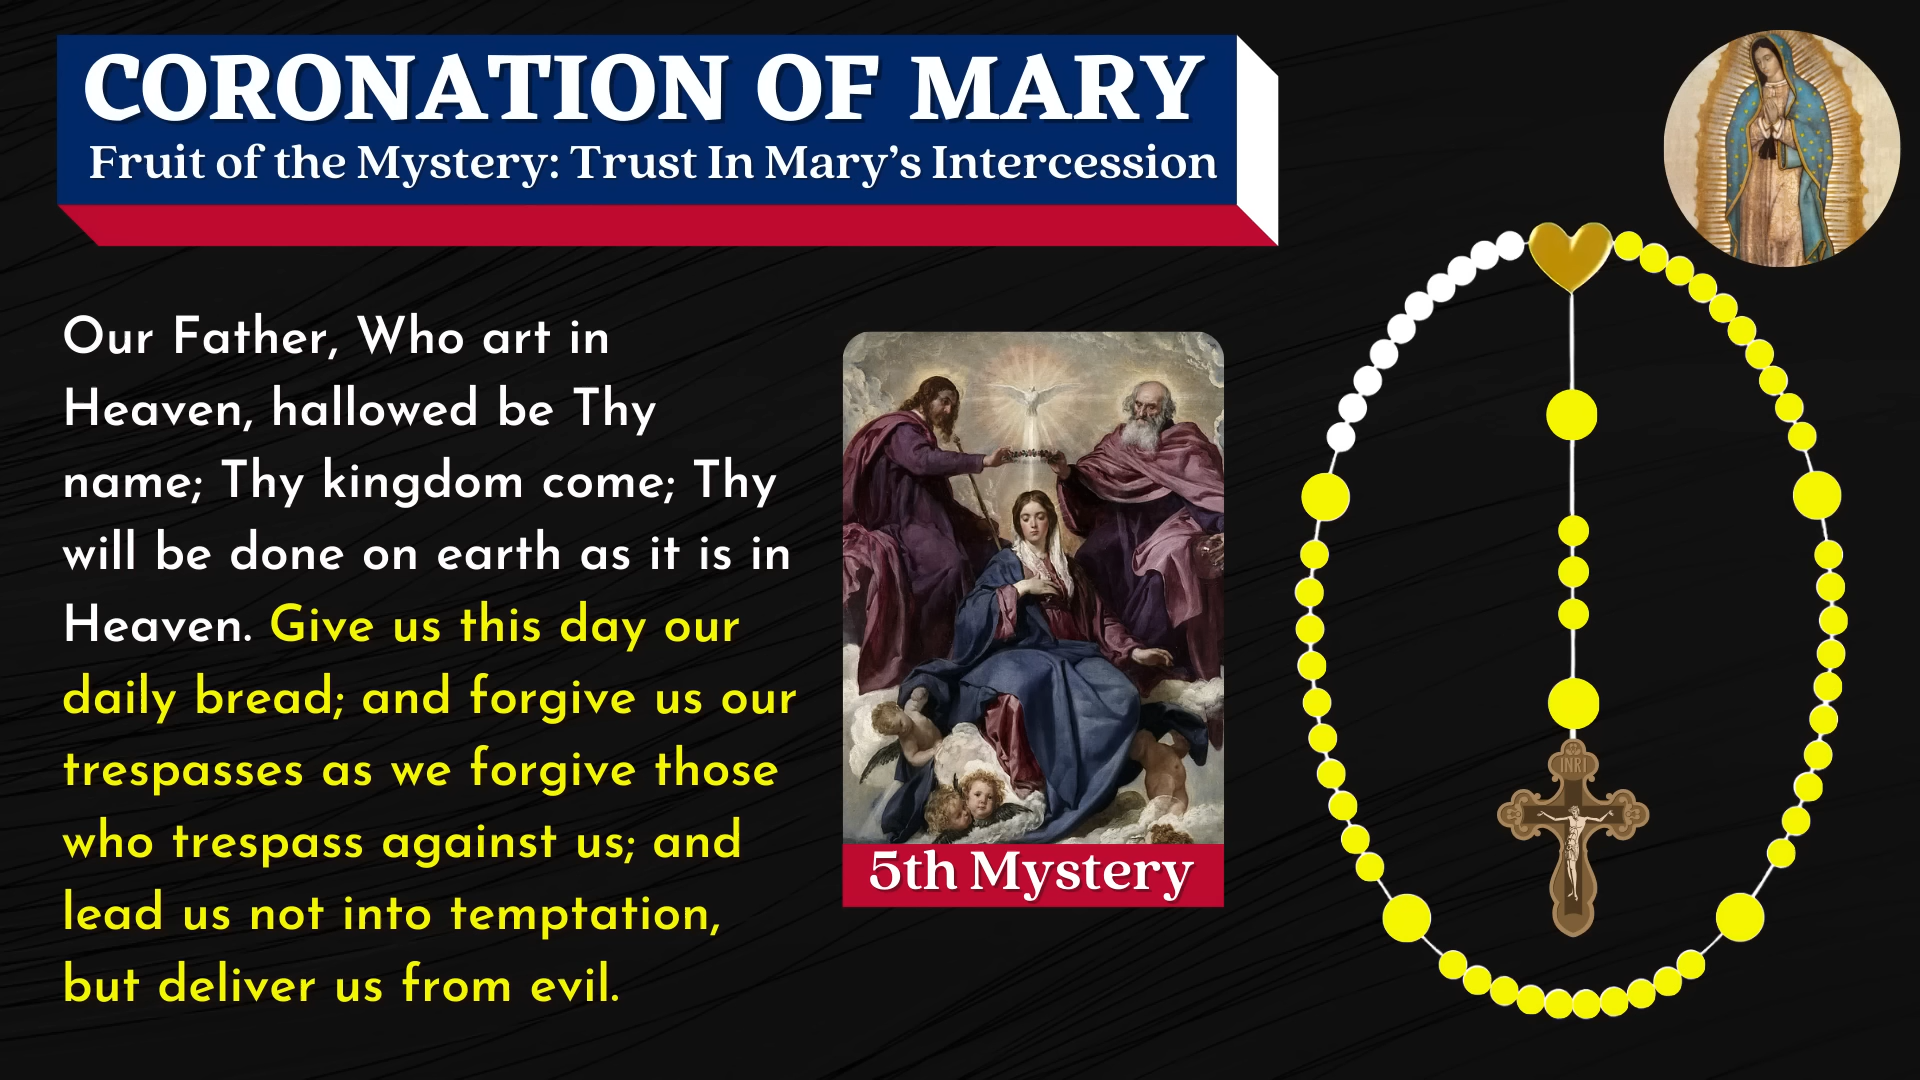 CORONATION OF MARY
Fruit of the Mystery: Trust In Mary’s Intercession
Our Father, Who art in
Heaven, hallowed be Thy
name; Thy kingdom come; Thy
will be done on earth as it is in
Heaven. Give us this day our
daily bread; and forgive us our
trespasses as we forgive those
who trespass against us; and
lead us not into temptation,
but deliver us from evil.
5th Mystery
INRI